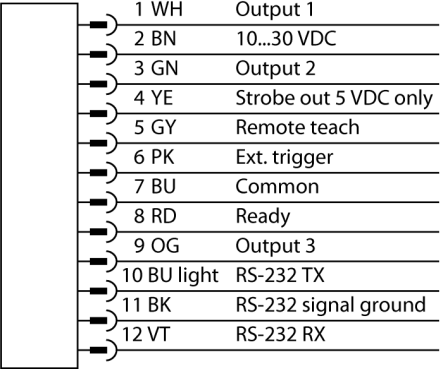 1 WH Output 1
2 BN 10...30 VDC
3 GN Output 2
4 YE Strobe out 5 VDC only
5 GY Remote teach
6 PK Ext. trigger
7 BU Common
8 RD Ready
9 OG Output 3
10 BU light RS-232 TX
11 BK RS-232 signal ground
12 VT RS-232 RX